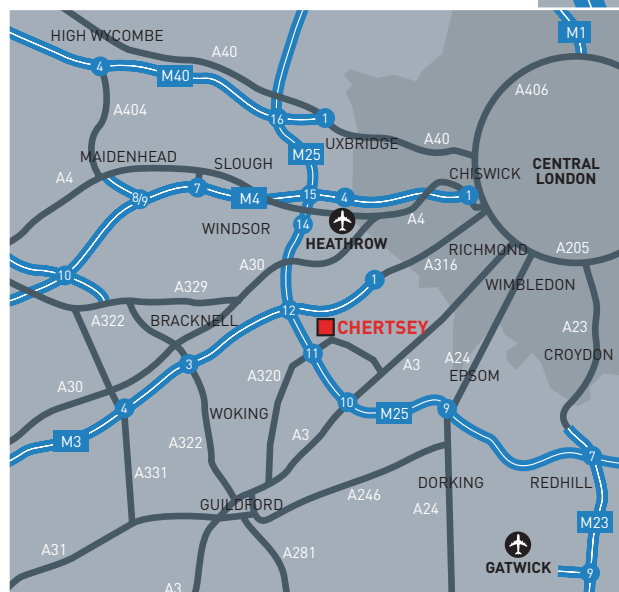 M1
HIGH WYCOMBE
A40
4
M40
A406
A404
16
1
UXBRIDGE
A40
M25
MAIDENHEAD
SLOUGH
CHISWICK
CENTRAL
LONDON
A4
8/9
7
M4
15
4
1
A4
WINDSOR
14
HEATHROW
RICHMOND
A205
10
A30
1
A316
WIMBLEDON
A329
A322
BRACKNELL
12
CHERTSEY
A23
CROYDON
3
11
A320
A3
A24
EPSOM
A30
4
WOKING
10
M25
9
M3
A322
A3
7
A331
A246
DORKING
REDHILL
GUILDFORD
A24
M23
A31
A281
GATWICK
9
A3